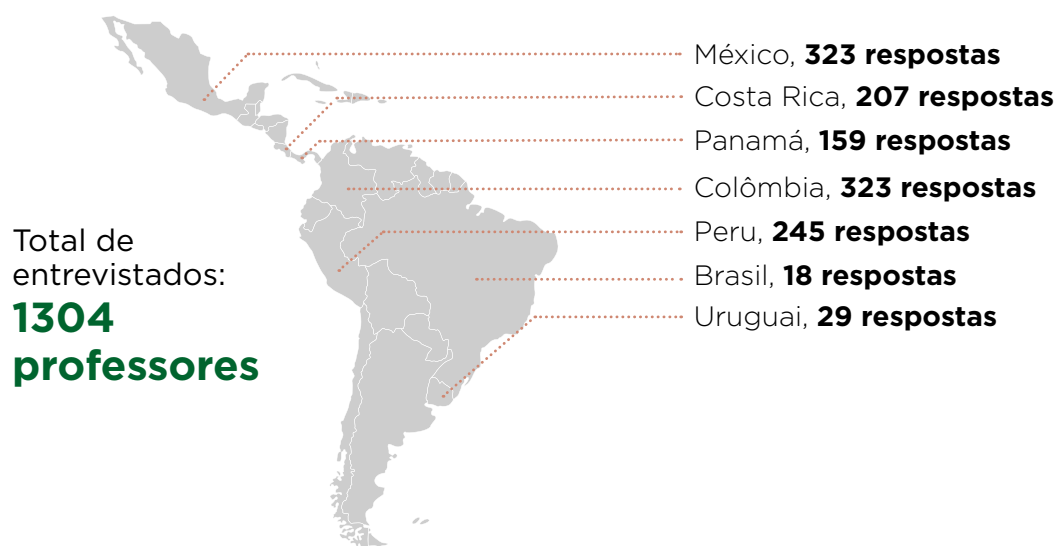 México, 323 respostas
Costa Rica, 207 respostas
Panamá, 159 respostas
Colômbia, 323 respostas
Peru, 245 respostas
Brasil, 18 respostas
Uruguai, 29 respostas
Total de
entrevistados:
1304
professores